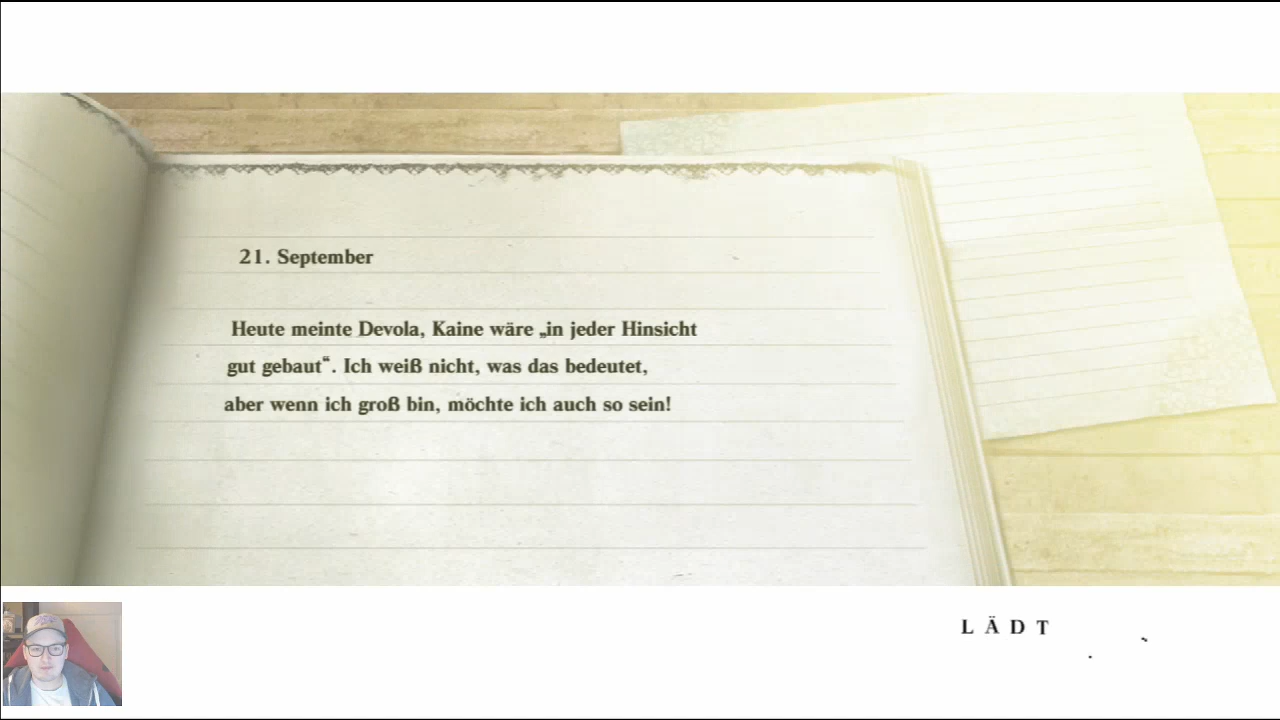 21. September
Heute meinte Devola, Kaine wäre „in jeder Hinsicht
gut gebaut“. Ich weiß nicht, was das bedeutet,
aber wenn ich groß bin, möchte ich auch so sein!
LÄDT